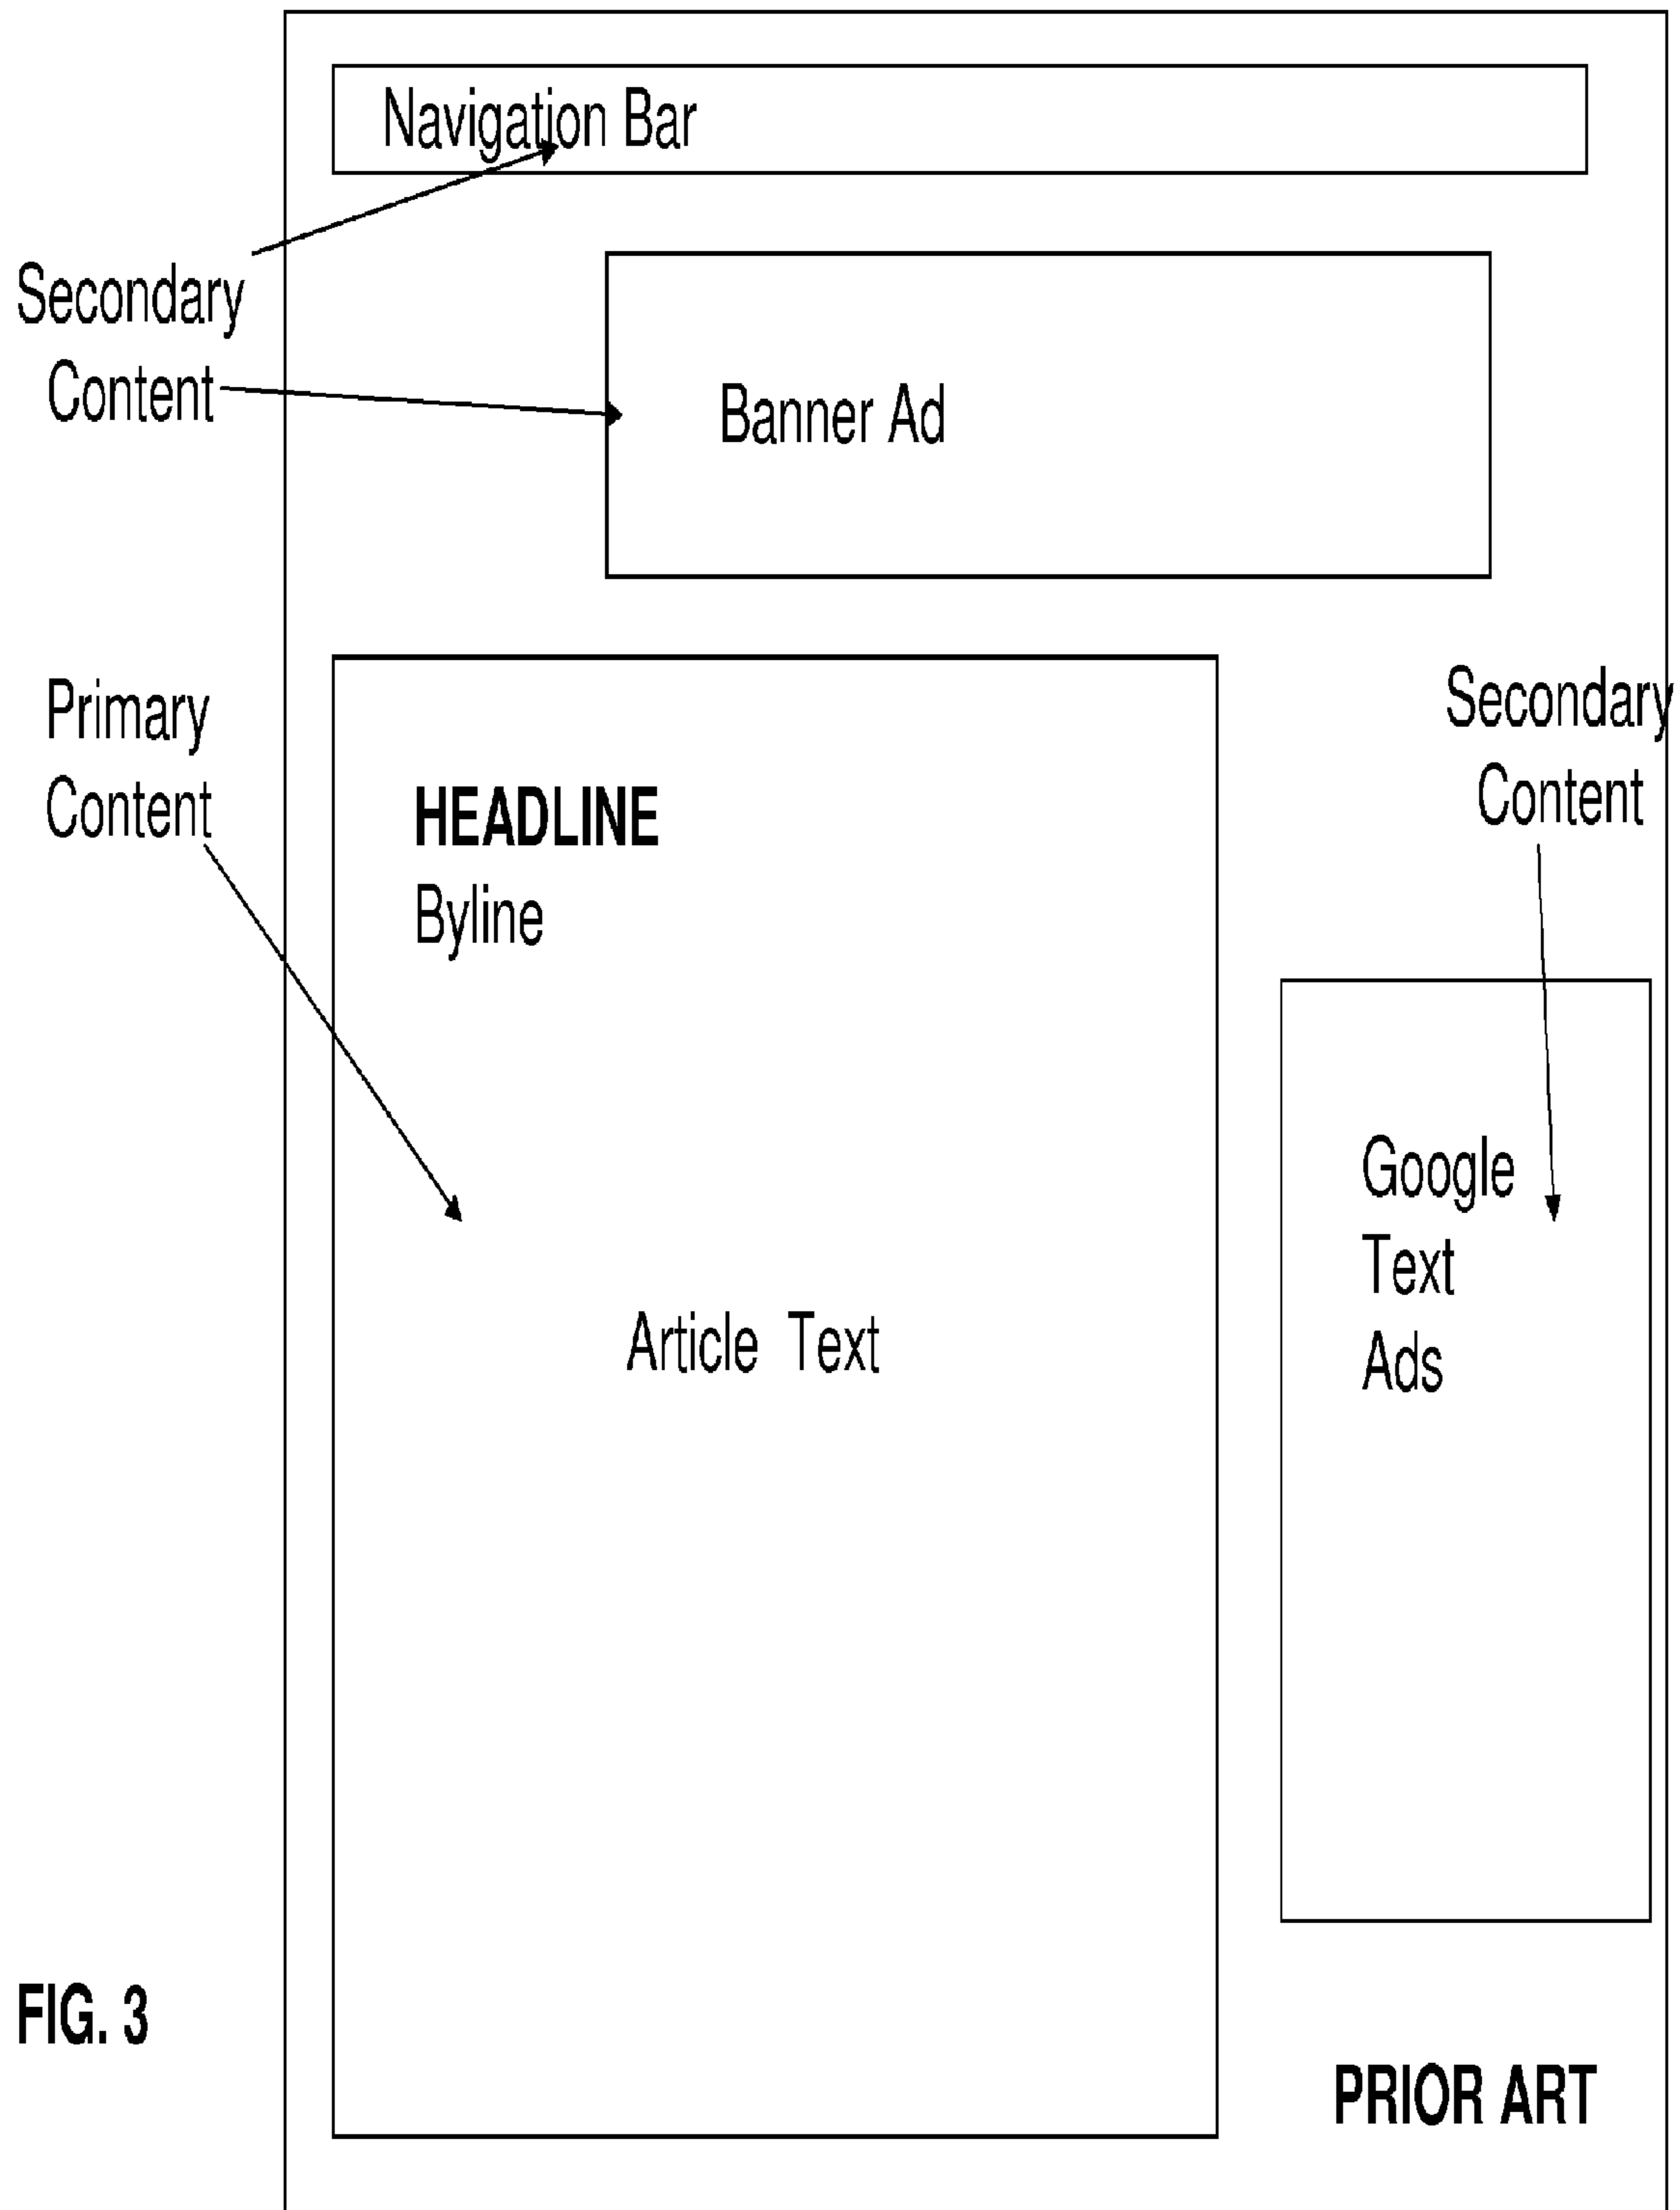 Navigation Bar
Secondary
Content
Banner Ad
Primary
Content
Secondary
Content
HEADLINE
Byline
Article Text
Google
Text
Ads
FIG. 3
PRIOR ART